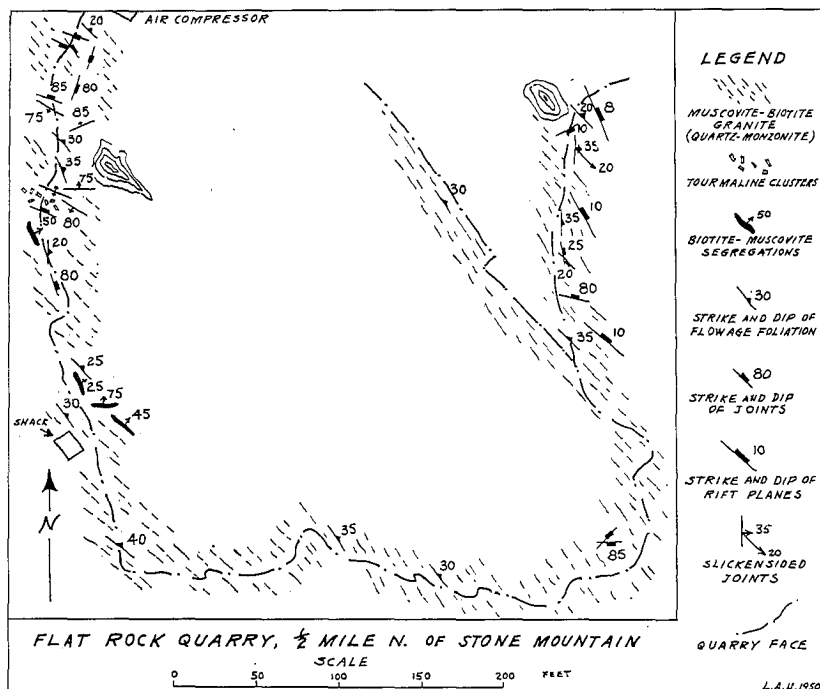 20
AIR COMPRESSOR
LEGEND
85
80
75
85
30
35
75
50
80
20
80
25
25
75
30
45
SHACK
N
40
35
30
85
30
20
8
10
35
20
35
10
25
20
80
35
10
MUSCOVITE-BIOTITE
GRANITE
(QUARTZ-MONZONITE)
TOURMALINE CLUSTERS
50
BIOTITE-MUSCOVITE
SEGREGATIONS
30
STRIKE AND DIP OF
FLOWAGE FOLIATION
80
STRIKE AND DIP
OF JOINTS
10
STRIKE AND DIP OF
RIFT PLANES
35
20
SLICKENSIDED
JOINTS
QUARRY FACE
FLAT ROCK QUARRY, ½ MILE N. OF STONE MOUNTAIN
SCALE
0 50 100 150 200 FEET
L.A.H. 1950